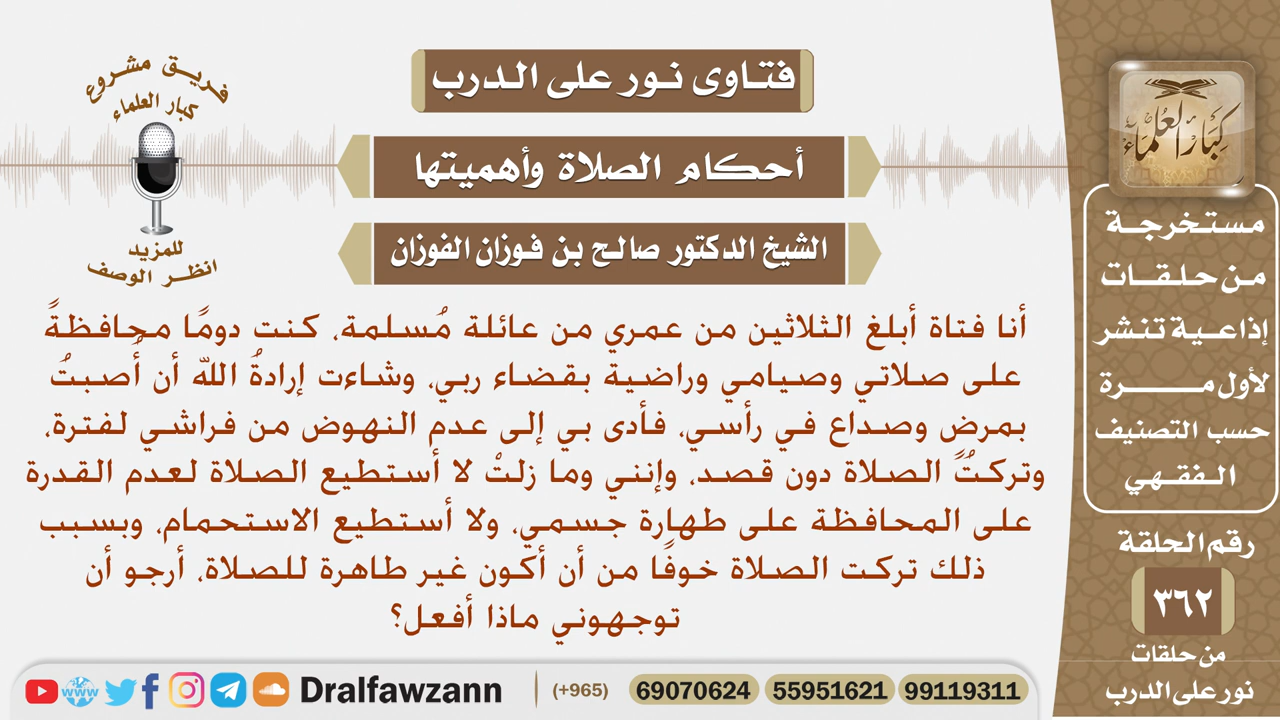 فتاوى نور على الدرب
أحكام الصلاة وأهميتها
الشيخ الدكتور صالح بن فوزان الفوزان
فريق مشروع
كبار العلماء
للمزيد
انظر الوصف
أنا فتاة أبلغ الثلاثين من عمري من عائلة مُسلمة، كنت دومًا محافظةً
على صلاتي وصيامي وراضية بقضاء ربي، وشاءت إرادةُ الله أن أُصبتُ
بمرض وصداع في رأسي، فأدى بي إلى عدم النهوض من فراشي لفترة،
وتركتُ الصلاة دون قصد، وإنني وما زلتْ لا أستطيع الصلاة لعدم القدرة
على المحافظة على طهارة جسمي، ولا أستطيع الاستحمام، وبسبب
ذلك تركت الصلاة خوفًا من أن أكون غير طاهرة للصلاة، أرجو أن
توجهوني ماذا أفعل؟
كبار العلماء
مستخرجة
من حلقات
إذاعية تنشر
لأول مرة
حسب التصنيف
الفقهي
رقم الحلقة
٣٦٢
من حلقات
نور على الدرب
www Dralfawzann (+965) 69070624 55951621 99119311